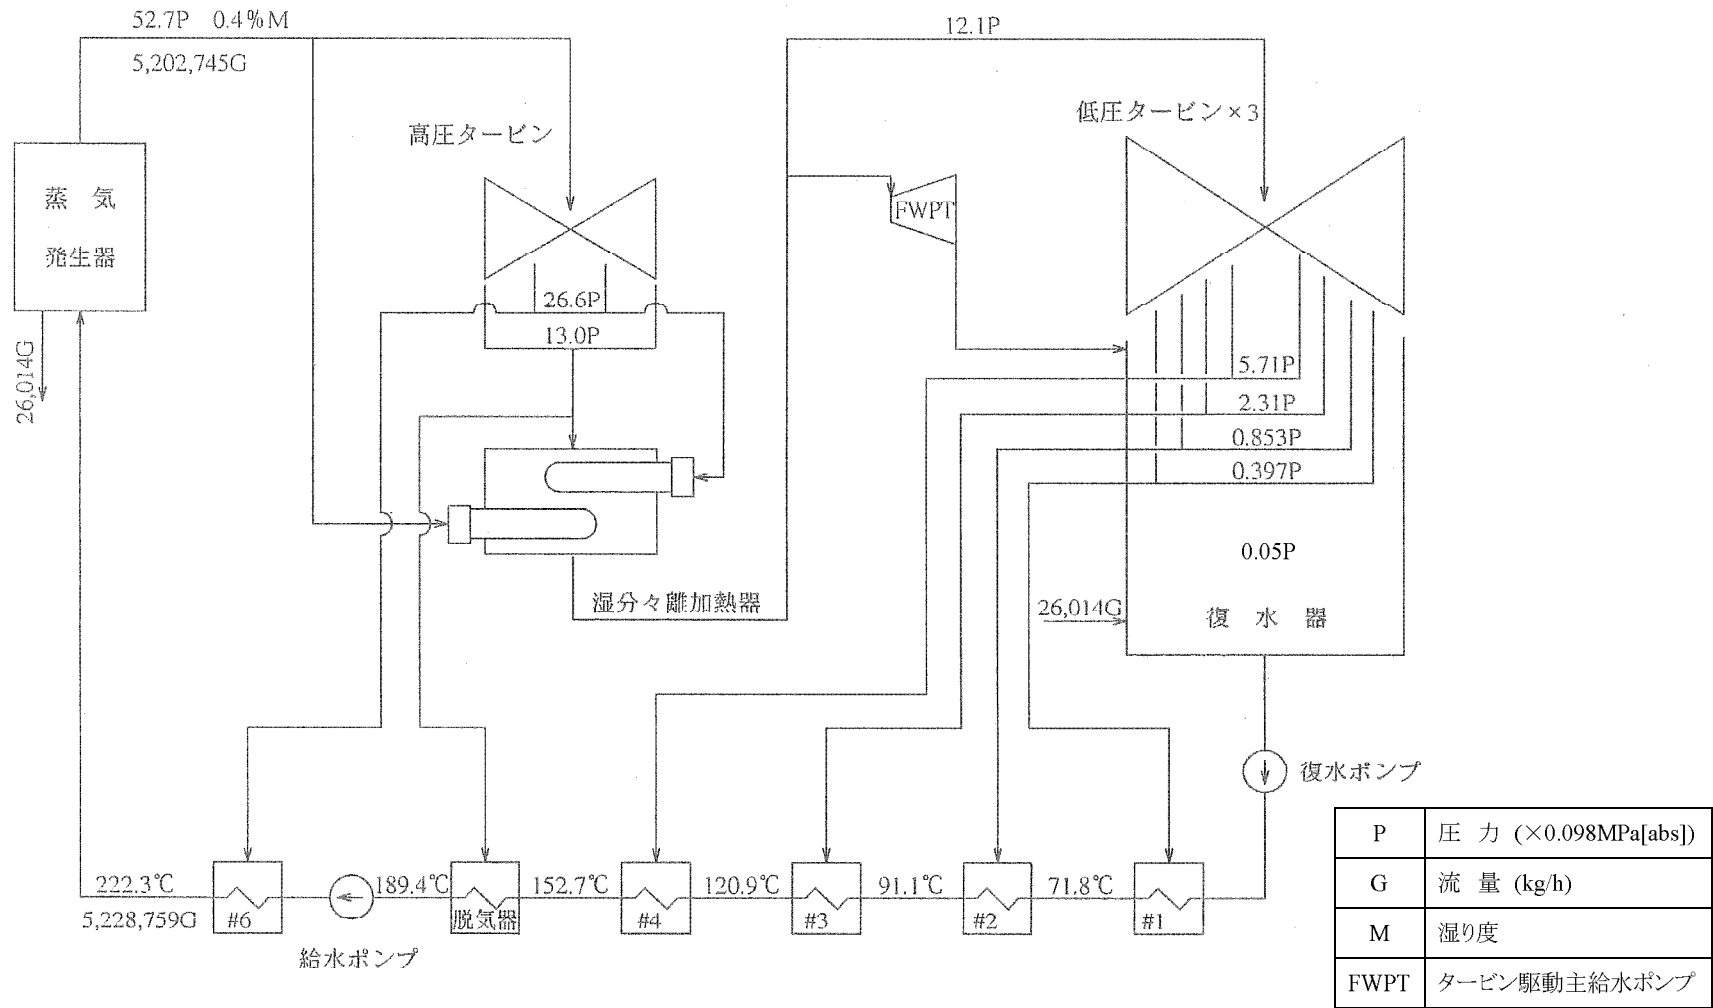 52.7P 0.4%M
5,202,745G
12.1P
高圧タービン
低圧タービン×3
蒸 気
発生器
FWPT
26.6P
13.0P
26,014G
5.71P
2.31P
0.853P
0.397P
0.05P
湿分々離加熱器
26,014G
復 水 器
復水ポンプ
222.3℃
5,228,759G
#6
189.4℃
脱気器
152.7℃
#4
120.9℃
#3
91.1℃
#2
71.8℃
#1
給水ポンプ
P 圧 力 (×0.098MPa[abs])
G 流 量 (kg/h)
M 湿り度
FWPT タービン駆動主給水ポンプ